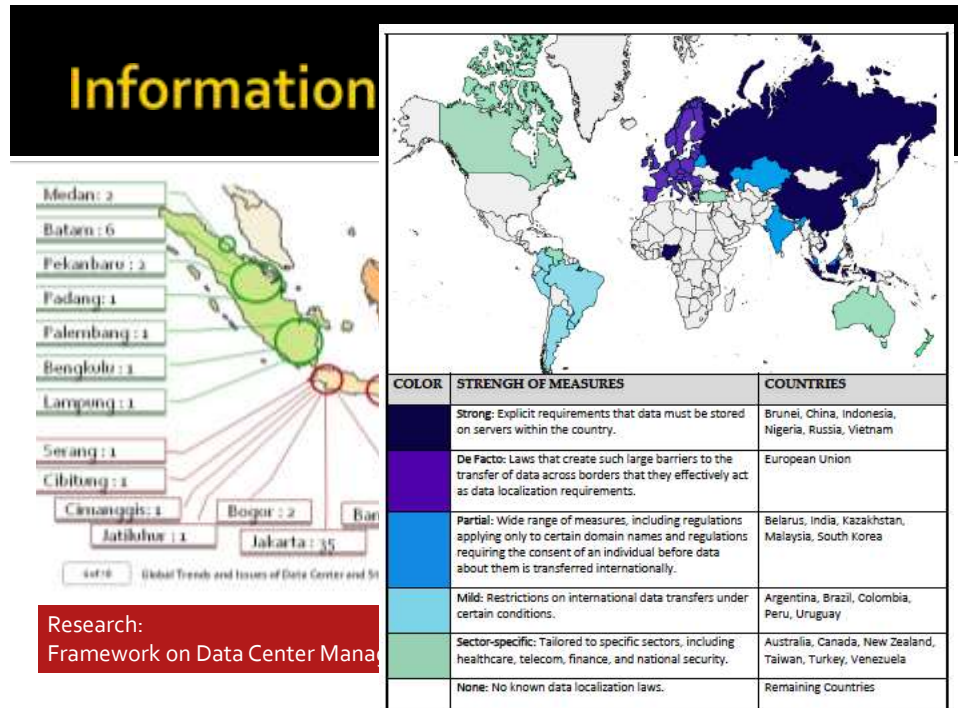 Information
Medan: 2
Batam : 6
Pekanbaru : 2
Padang: 1
Palembang : 1
Bengkulu : 1
Lampung : 1
Serang : 1
Cibitung : 1
Cimanggis: 1
Bogor : 2
Jatiluhur : 1
Jakarta : 35
Global Trends and Issues of Data Center and
Research:
Framework on Data Center
COLOR STRENGH OF MEASURES COUNTRIES
Strong: Explicit requirements that data must be stored
on servers within the country.
Brunei, China, Indonesia,
Nigeria, Russia, Vietnam
De Facto: Laws that create such large barriers to the
transfer of data across borders that they effectively act
as data localization requirements.
European Union
Partial: Wide range of measures, including regulations
applying only to certain domain names and regulations
requiring the consent of an individual before data
about them is transferred internationally.
Belarus, India, Kazakhstan,
Malaysia, South Korea
Mild: Restrictions on international data transfers under
certain conditions.
Argentina, Brazil, Colombia,
Peru, Uruguay
Sector-specific: Tailored to specific sectors, including
healthcare, telecom, finance, and national security.
Australia, Canada, New Zealand,
Taiwan, Turkey, Venezuela
None: No known data localization laws.
Remaining Countries